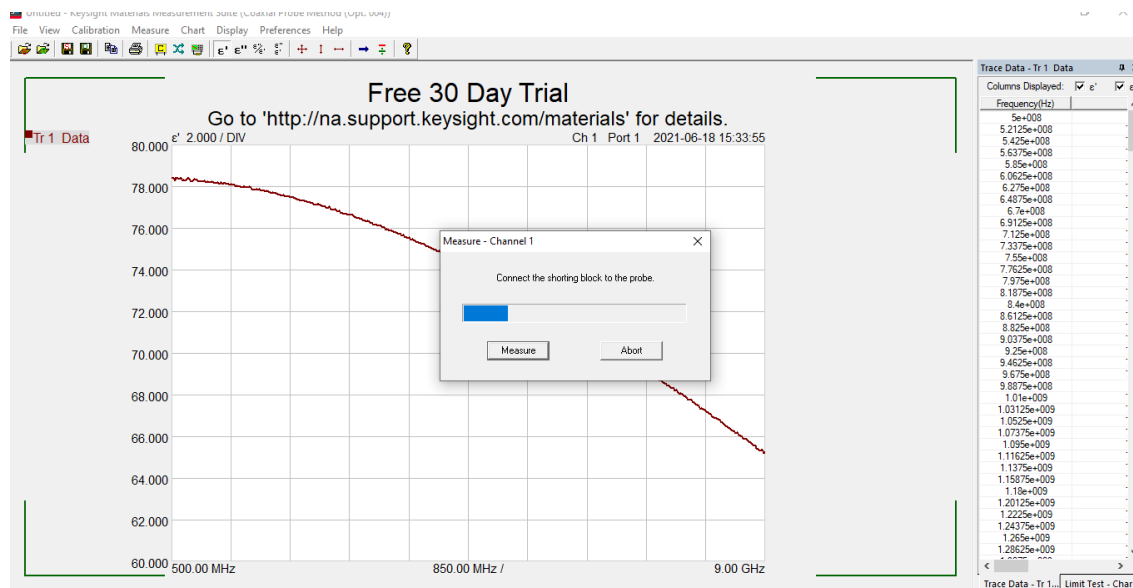 Untitled - Keysight Materials Measurement Suite (Coaxial Probe Method (Opt. 004))
File View Calibration Measure Chart Display Preferences Help
Free 30 Day Trial
Go to 'http://na.support.keysight.com/materials' for details.
Tr 1 Data
ε' 2.000 / DIV
Ch 1 Port 1 2021-06-18 15:33:55
80.000
78.000
76.000
74.000
72.000
70.000
68.000
66.000
64.000
62.000
60.000
500.00 MHz
850.00 MHz /
9.00 GHz
Measure - Channel 1
Connect the shorting block to the probe.
Measure
Abort
Trace Data - Tr 1 Data
Columns Displayed: ε'
Frequency(Hz)
5e+008
5.2125e+008
5.425e+008
5.6375e+008
5.85e+008
6.0625e+008
6.275e+008
6.4875e+008
6.7e+008
6.9125e+008
7.125e+008
7.3375e+008
7.55e+008
7.7625e+008
7.975e+008
8.1875e+008
8.4e+008
8.6125e+008
8.825e+008
9.0375e+008
9.25e+008
9.4625e+008
9.675e+008
9.8875e+008
1.01e+009
1.03125e+009
1.0525e+009
1.07375e+009
1.095e+009
1.11625e+009
1.1375e+009
1.15875e+009
1.18e+009
1.20125e+009
1.2225e+009
1.24375e+009
1.265e+009
1.28625e+009
Trace Data - Tr 1... Limit Test - Char